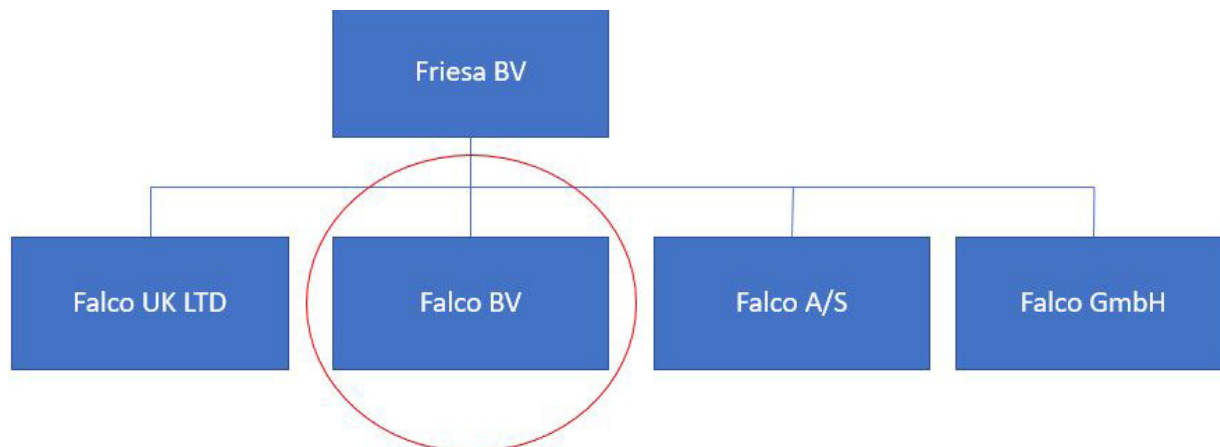 Friesa BV
Falco UK LTD
Falco BV
Falco A/S
Falco GmbH